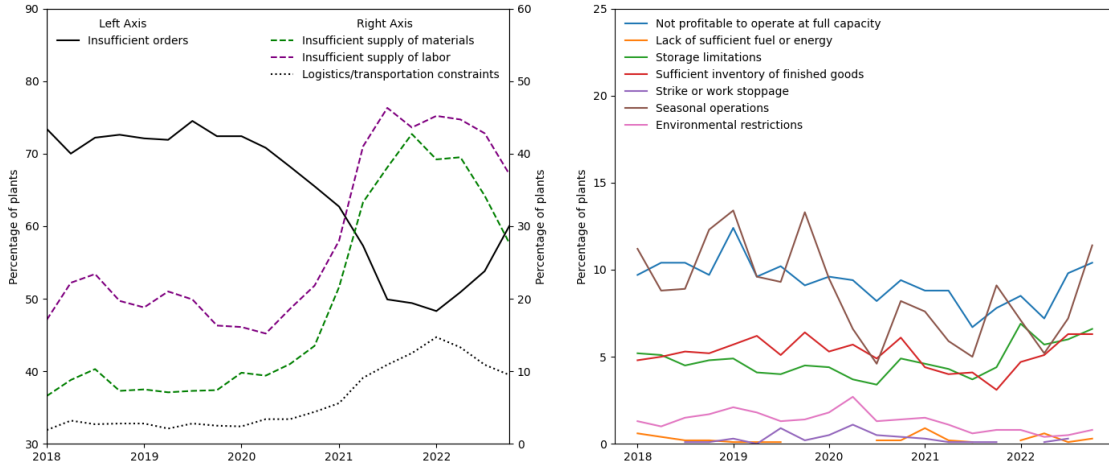 Left Axis
Insufficient orders
Right Axis
Insufficient supply of materials
Insufficient supply of labor
Logistics/transportation constraints
90
80
70
60
50
40
30
Percentage of plants
60
50
40
30
20
10
0
Percentage of plants
2018
2019
2020
2021
2022
Not profitable to operate at full capacity
Lack of sufficient fuel or energy
Storage limitations
Sufficient inventory of finished goods
Strike or work stoppage
Seasonal operations
Environmental restrictions
25
20
15
10
5
0
Percentage of plants
2018
2019
2020
2021
2022